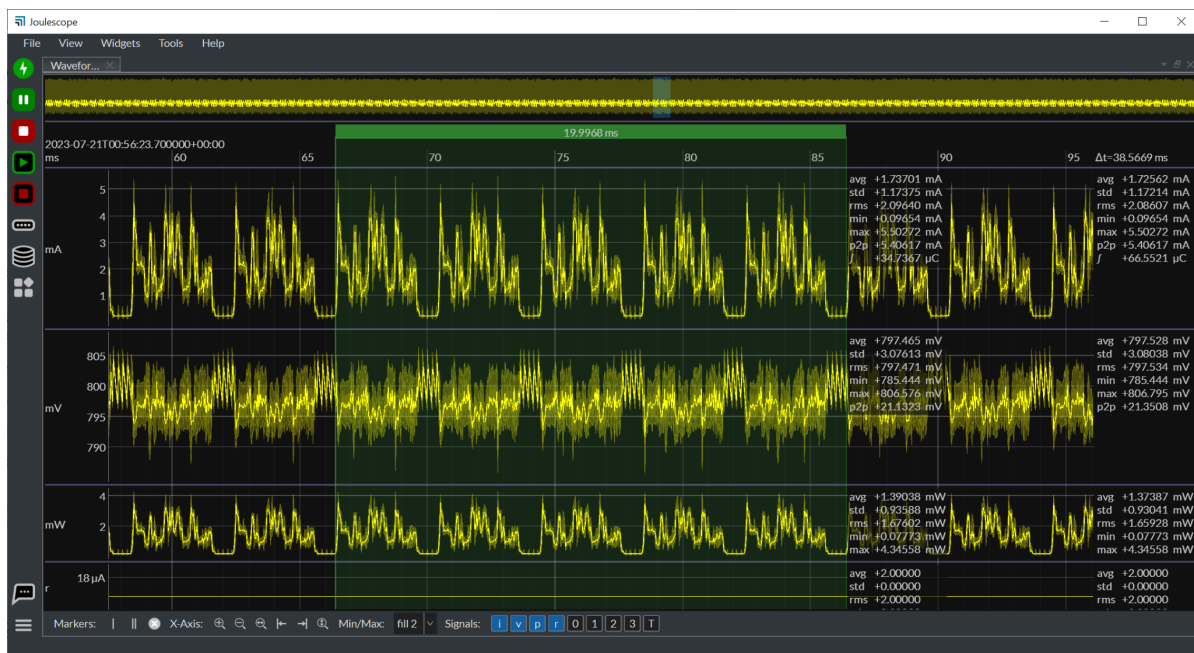 Joulescope
File View Widgets Tools Help
Wavefor...
19.9968 ms
2023-07-21T00:56:23.700000+00:00
ms 60 65 70 75 80 85 90 95 Δt=38.5669 ms
mA
5
4
3
2
1
avg +1.73701 mA
std +1.17375 mA
rms +2.09640 mA
min +0.09654 mA
max +5.50272 mA
p2p +5.40617 mA
∫ +34.7367 µC
avg +1.72562 mA
std +1.17214 mA
rms +2.08607 mA
min +0.09654 mA
max +5.50272 mA
p2p +5.40617 mA
∫ +66.5521 µC
mV
805
800
795
790
avg +797.465 mV
std +3.07613 mV
rms +797.471 mV
min +785.444 mV
max +806.576 mV
p2p +21.1323 mV
avg +797.528 mV
std +3.08038 mV
rms +797.534 mV
min +785.444 mV
max +806.795 mV
p2p +21.3508 mV
mW
4
2
avg +1.39038 mW
std +0.93588 mW
rms +1.67602 mW
min +0.07773 mW
max +4.34558 mW
avg +1.37387 mW
std +0.93041 mW
rms +1.65928 mW
min +0.07773 mW
max +4.34558 mW
r
18 µA
avg +2.00000
std +0.00000
rms +2.00000
avg +2.00000
std +0.00000
rms +2.00000
Markers: X-Axis: Min/Max: fill 2 Signals: i v p r 0 1 2 3 T